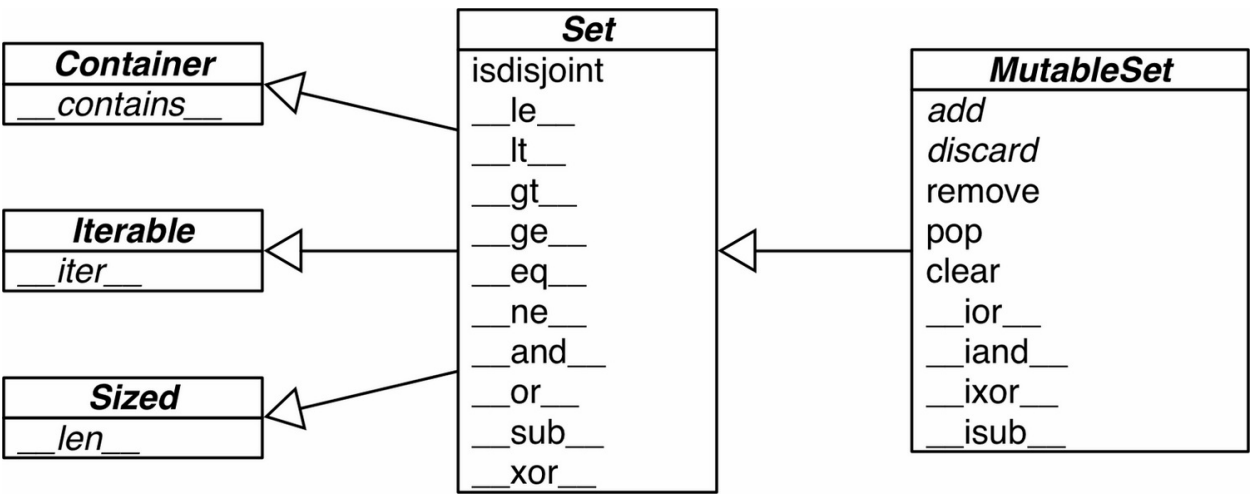 Container
__contains__
Iterable
__iter__
Sized
__len__
Set
isdisjoint
__le__
__lt__
__gt__
__ge__
__eq__
__ne__
__and__
__or__
__sub__
__xor__
MutableSet
add
discard
remove
pop
clear
__ior__
__iand__
__ixor__
__isub__